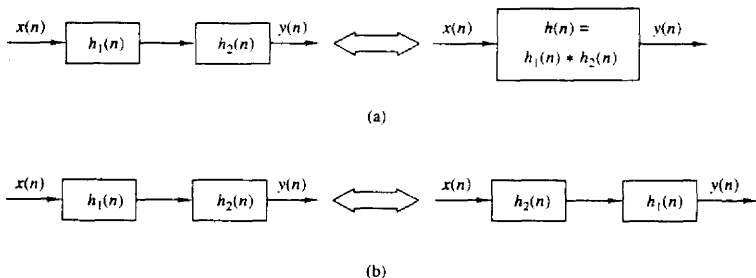 x(n) h₁(n) h₂(n) y(n) x(n) h(n) = y(n)
h₁(n) * h₂(n)
(a)
x(n) h₁(n) h₂(n) y(n) x(n) h₂(n) h₁(n) y(n)
(b)